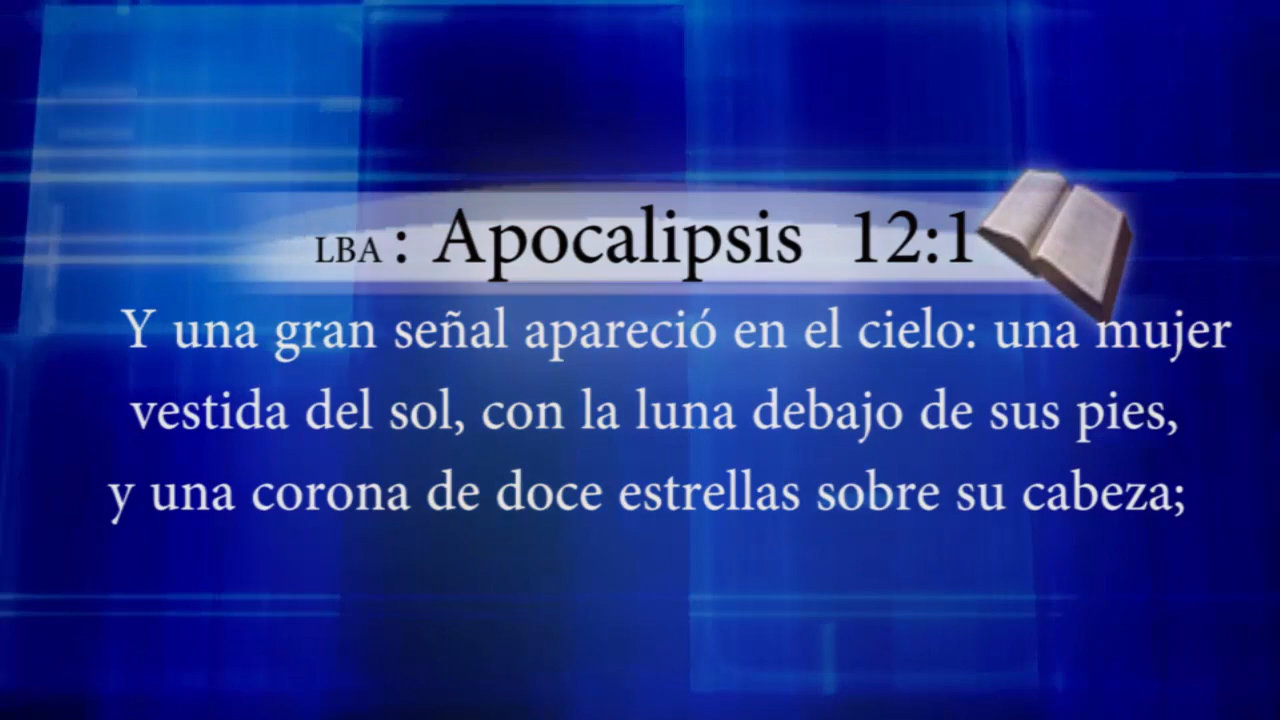 LBA : Apocalipsis 12:1
Y una gran señal apareció en el cielo: una mujer
vestida del sol, con la luna debajo de sus pies,
y una corona de doce estrellas sobre su cabeza;